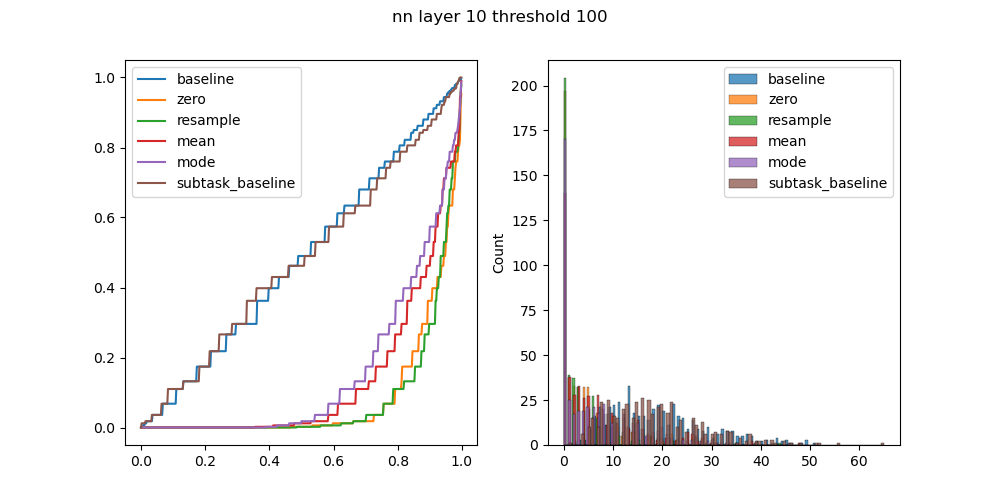 nn layer 10 threshold 100
baseline
zero
resample
mean
mode
subtask_baseline
1.0
0.8
0.6
0.4
0.2
0.0
0.0 0.2 0.4 0.6 0.8 1.0
baseline
zero
resample
mean
mode
subtask_baseline
Count
200
175
150
125
100
75
50
25
0
0 10 20 30 40 50 60